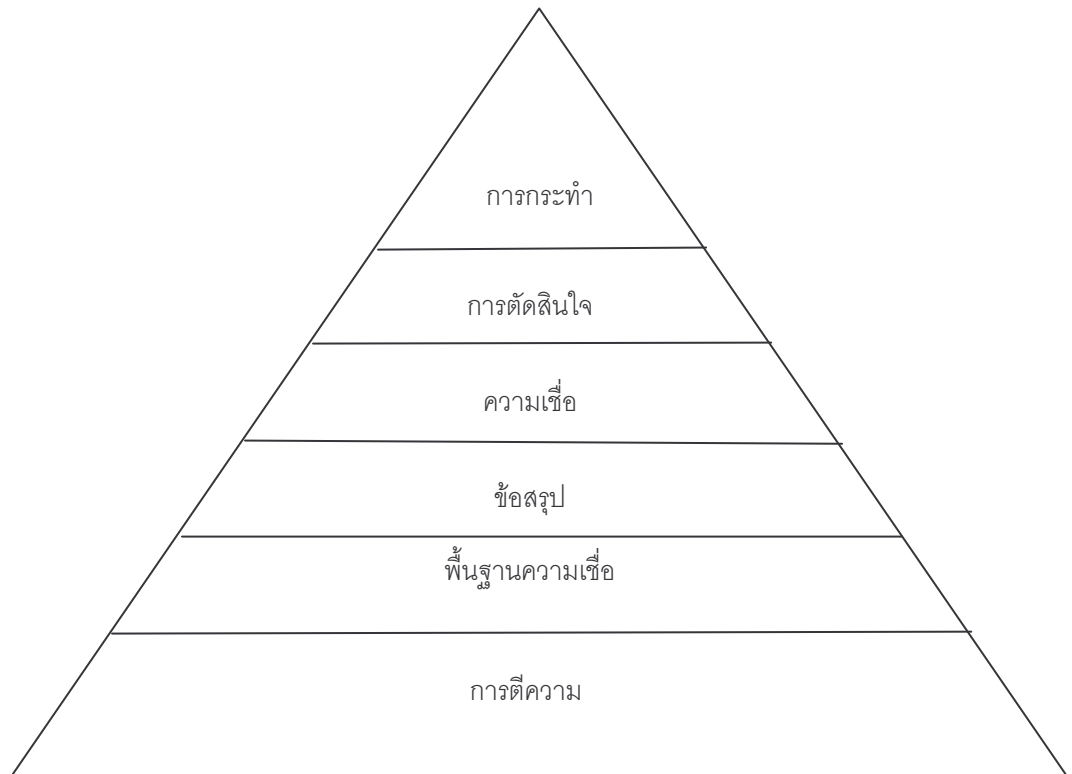 การกระทำ
การตัดสินใจ
ความเชื่อ
ข้อสรุป
พื้นฐานความเชื่อ
การตีความ